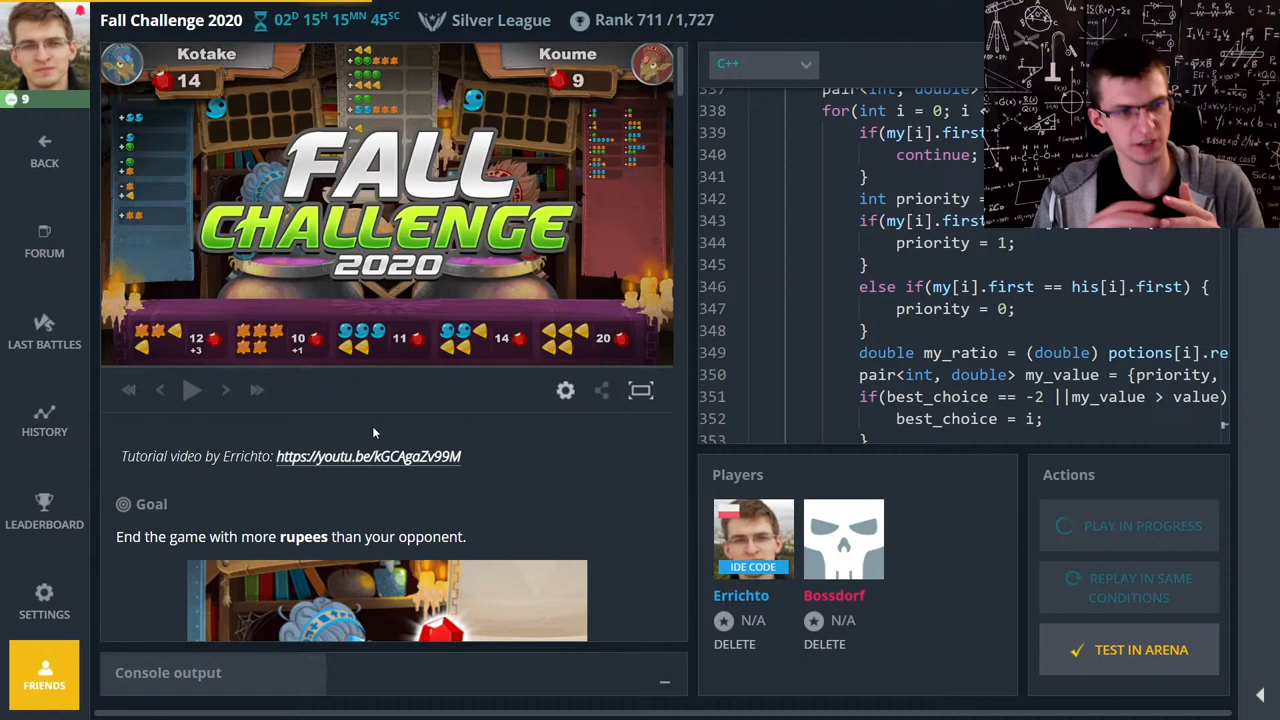 Fall Challenge 2020
02D 15H 15MN 45SC
Silver League
Rank 711 / 1,727
9
BACK
FORUM
LAST BATTLES
HISTORY
LEADERBOARD
SETTINGS
FRIENDS
Kotake
14
Koume
9
FALL
CHALLENGE
2020
12
+3
10
+1
11
14
20
Tutorial video by Errichto: https://youtu.be/kGCAgaZv99M
Goal
End the game with more rupees than your opponent.
Console output
C++
337 pair<int, double>
338 for(int i = 0; i <
339 if(my[i].first
340 continue;
341 }
342 int priority =
343 if(my[i].first
344 priority = 1;
345 }
346 else if(my[i].first == his[i].first) {
347 priority = 0;
348 }
349 double my_ratio = (double) potions[i].re
350 pair<int, double> my_value = {priority,
351 if(best_choice == -2 ||my_value > value)
352 best_choice = i;
353 }
Players
IDE CODE
Errichto
N/A
DELETE
Bossdorf
N/A
DELETE
Actions
PLAY IN PROGRESS
REPLAY IN SAME
CONDITIONS
TEST IN ARENA